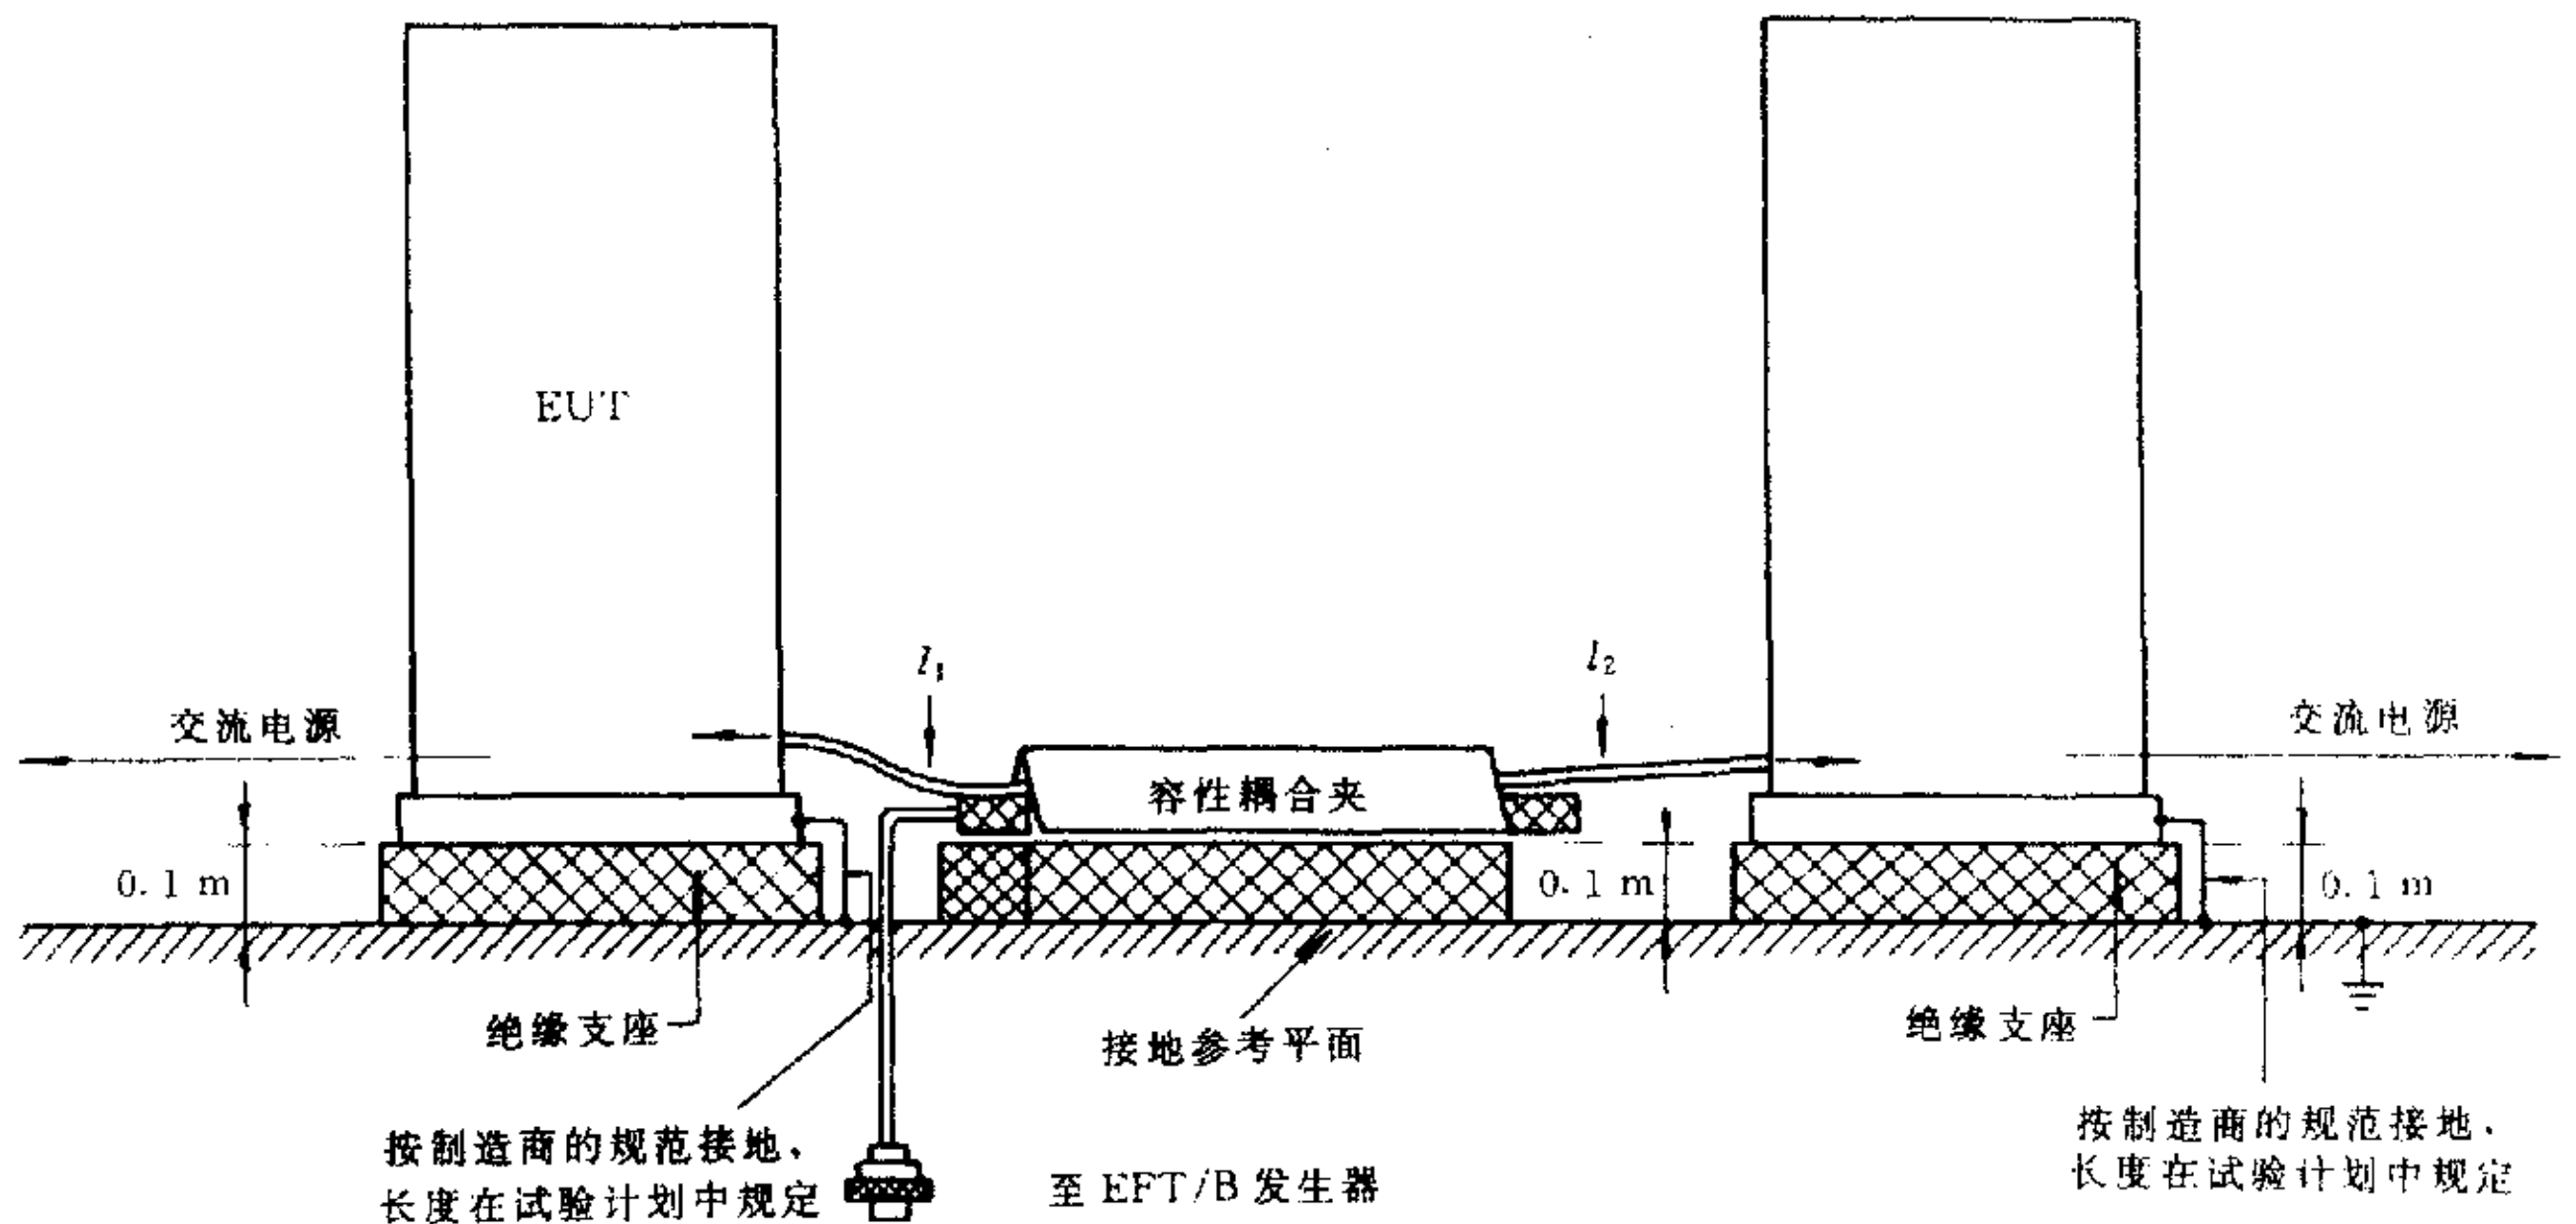 EUT
l₁
l₂
交流电源
交流电源
容性耦合夹
0.1 m
0.1 m
0.1 m
绝缘支座
接地参考平面
绝缘支座
按制造商的规范接地、
长度在试验计划中规定
至 EFT/B 发生器
按制造商的规范接地、
长度在试验计划中规定